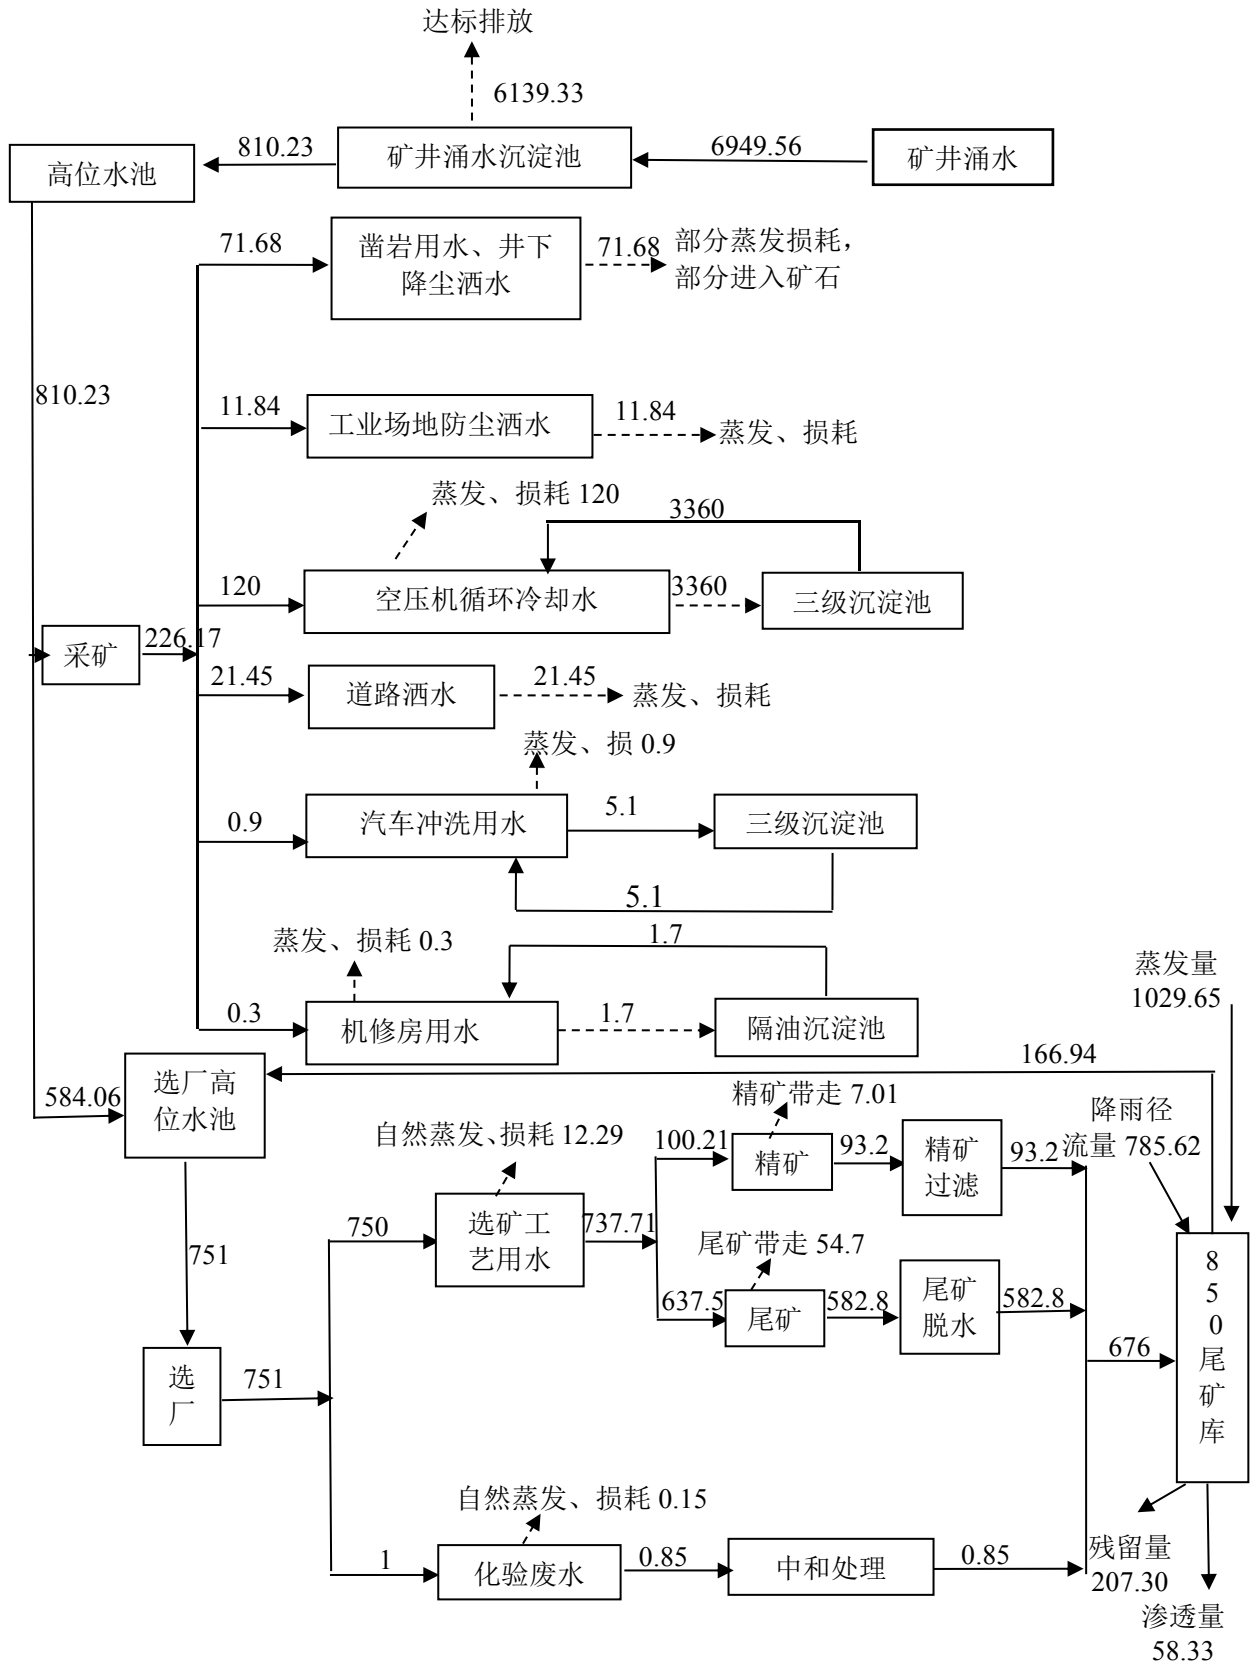 达标排放
6139.33
810.23
矿井涌水沉淀池
6949.56
矿井涌水
高位水池
71.68
凿岩用水、井下
降尘洒水
71.68
部分蒸发损耗，
部分进入矿石
810.23
11.84
工业场地防尘洒水
11.84
蒸发、损耗
蒸发、损耗 120
3360
120
空压机循环冷却水
3360
三级沉淀池
采矿
226.17
21.45
道路洒水
21.45
蒸发、损耗
蒸发、损 0.9
0.9
汽车冲洗用水
5.1
三级沉淀池
5.1
蒸发、损耗 0.3
1.7
0.3
机修房用水
1.7
隔油沉淀池
蒸发量
1029.65
166.94
584.06
选厂高
位水池
精矿带走 7.01
降雨径
流量 785.62
自然蒸发、损耗 12.29
100.21
精矿
93.2
精矿
过滤
93.2
750
选矿工
艺用水
737.71
尾矿带走 54.7
637.5
尾矿
582.8
尾矿
脱水
582.8
751
选
厂
751
676
8
5
0
尾
矿
库
自然蒸发、损耗 0.15
1
化验废水
0.85
中和处理
0.85
残留量
207.30
渗透量
58.33